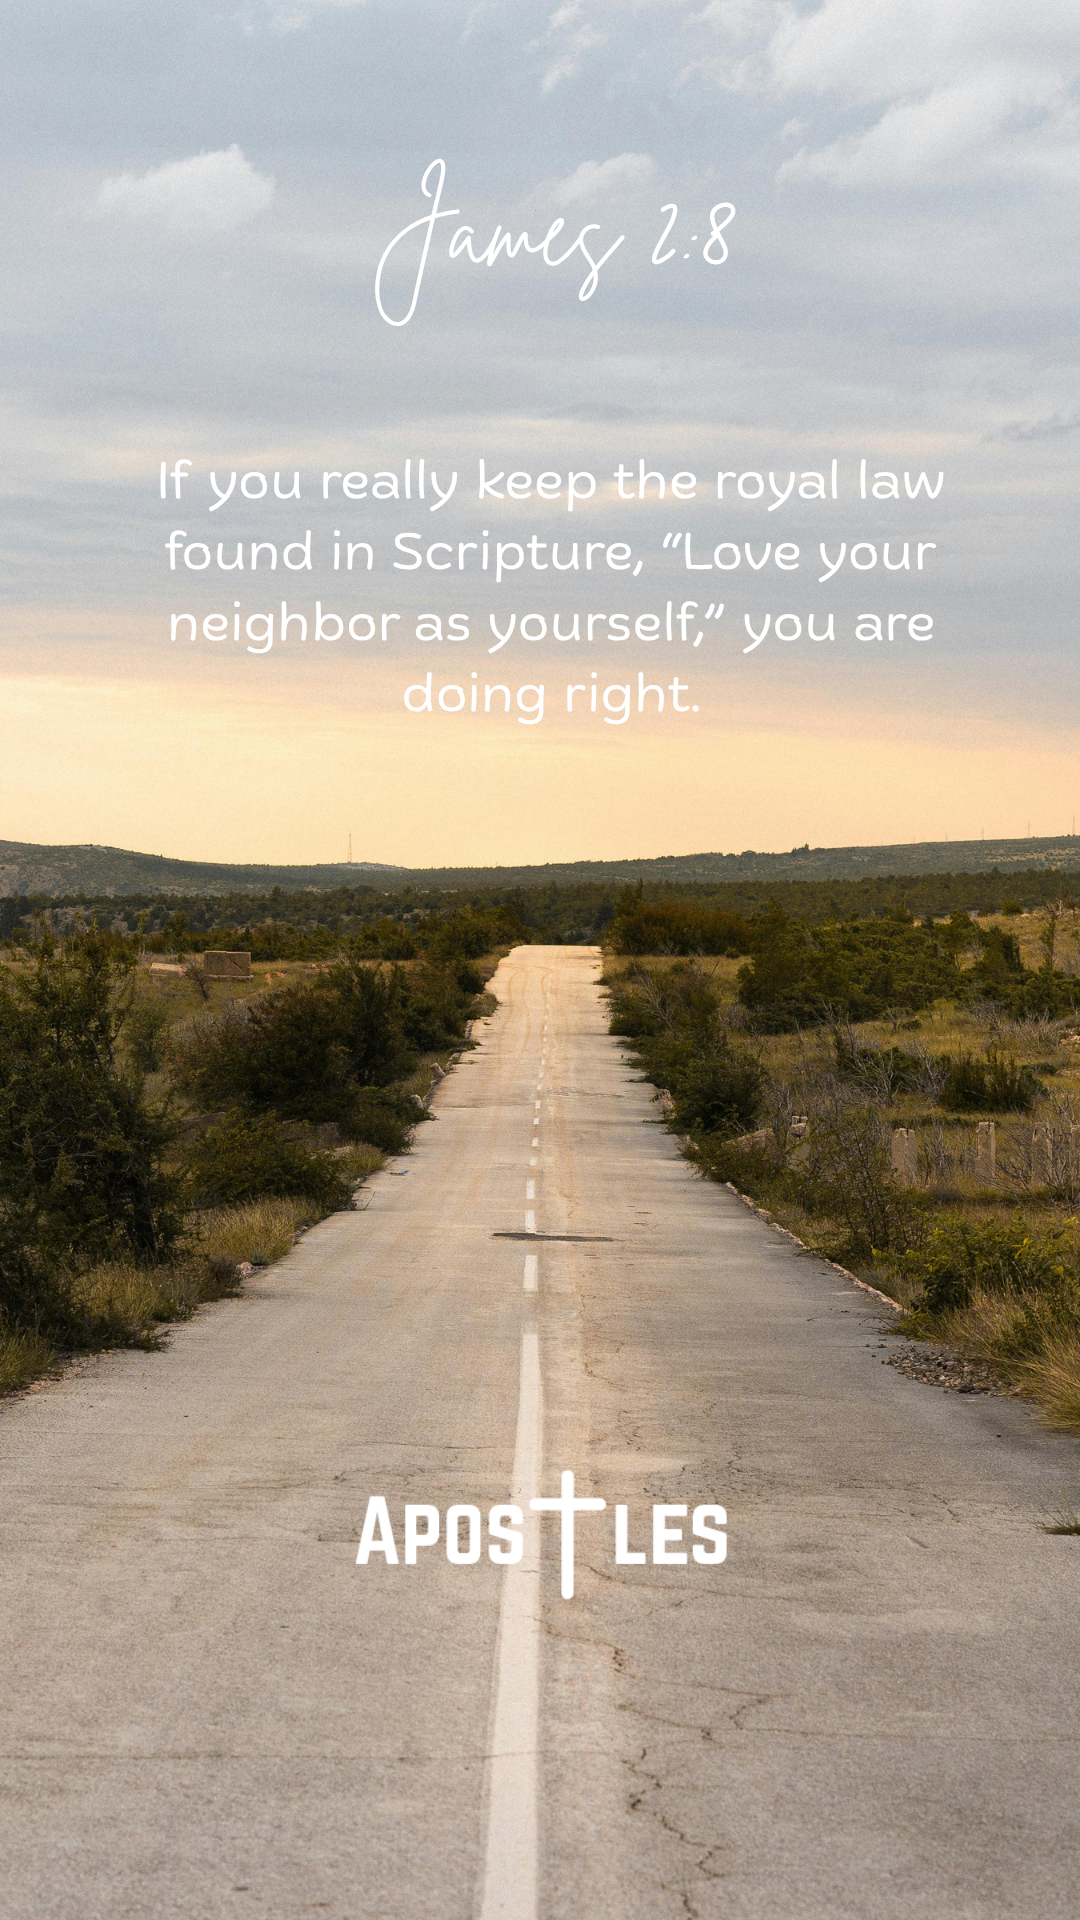 James 2:8
If you really keep the royal law
found in Scripture, “Love your
neighbor as yourself,” you are
doing right.
APOSTLES